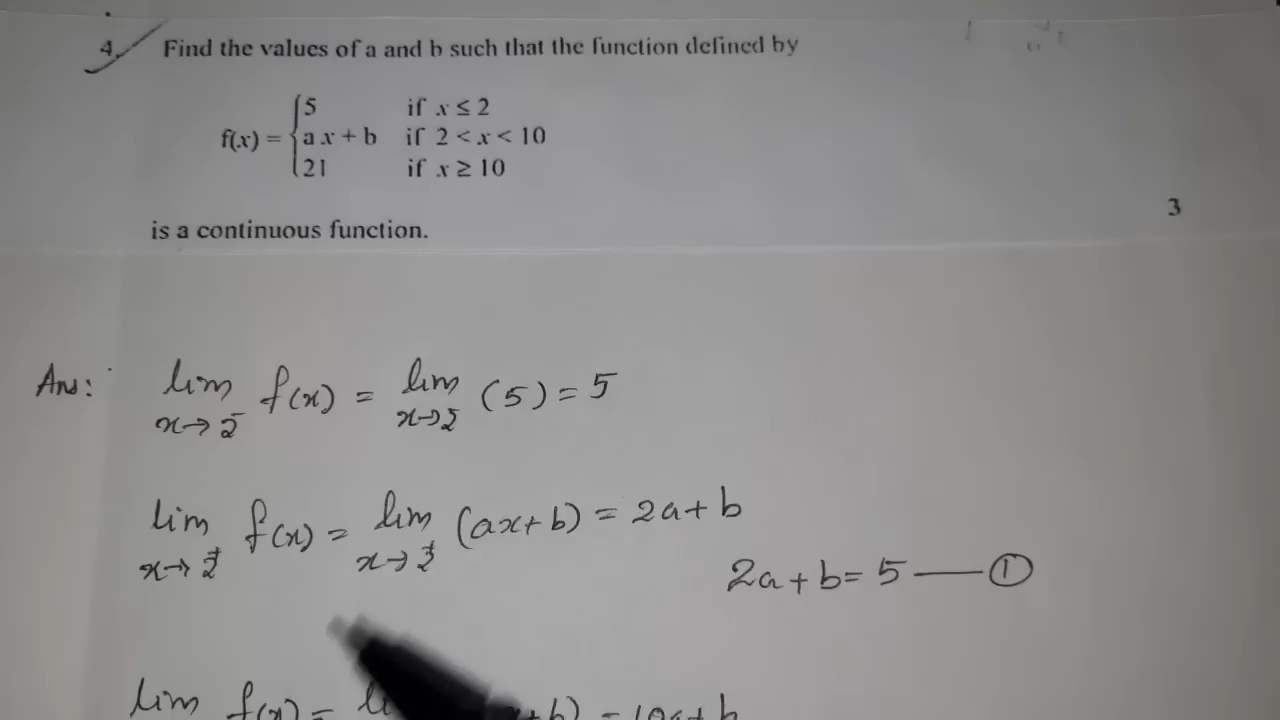 4. Find the values of a and b such that the function defined by
f(x) = { 5 if x ≤ 2
a x + b if 2 < x < 10
21 if x ≥ 10
3
is a continuous function.
Ans: lim x→2⁻ f(x) = lim x→2⁻ (5) = 5
lim x→2⁺ f(x) = lim x→2⁺ (ax+b) = 2a+b
2a+b= 5 — ①
lim f(x) = +b) = 10a+b